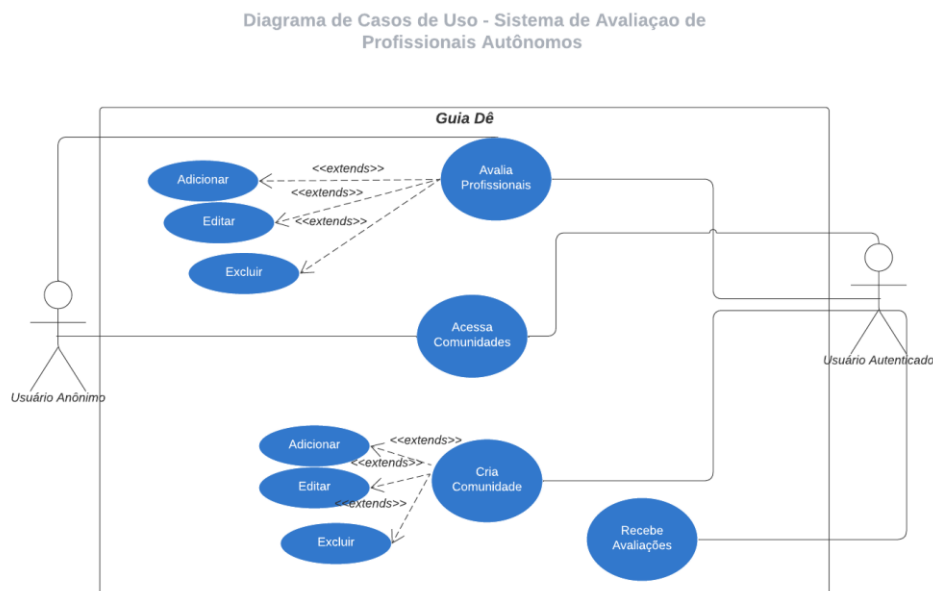 Diagrama de Casos de Uso - Sistema de Avaliaçao de
Profissionais Autônomos
Guia Dê
Avalia
Profissionais
<<extends>>
Adicionar
<<extends>>
Editar
<<extends>>
Excluir
Acessa
Comunidades
Usuário Anônimo
Usuário Autenticado
Adicionar
<<extends>>
<<extends>>
Editar
Cria
Comunidade
<<extends>>
Excluir
Recebe
Avaliações